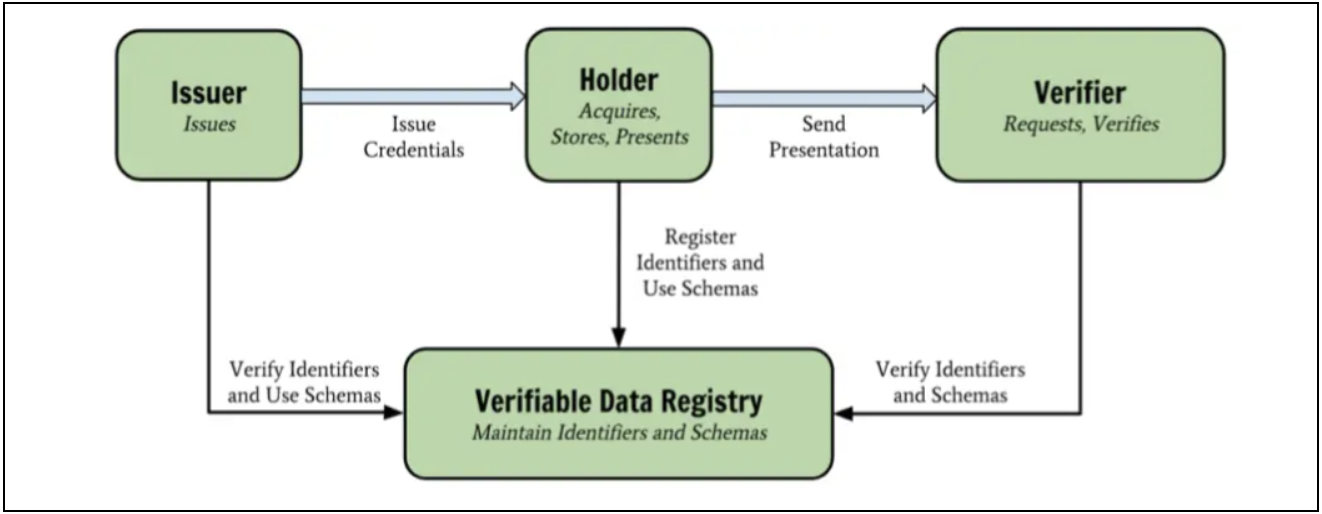 Issuer
Issues
Issue
Credentials
Holder
Acquires,
Stores, Presents
Send
Presentation
Verifier
Requests, Verifies
Register
Identifiers and
Use Schemas
Verify Identifiers
and Use Schemas
Verifiable Data Registry
Maintain Identifiers and Schemas
Verify Identifiers
and Schemas